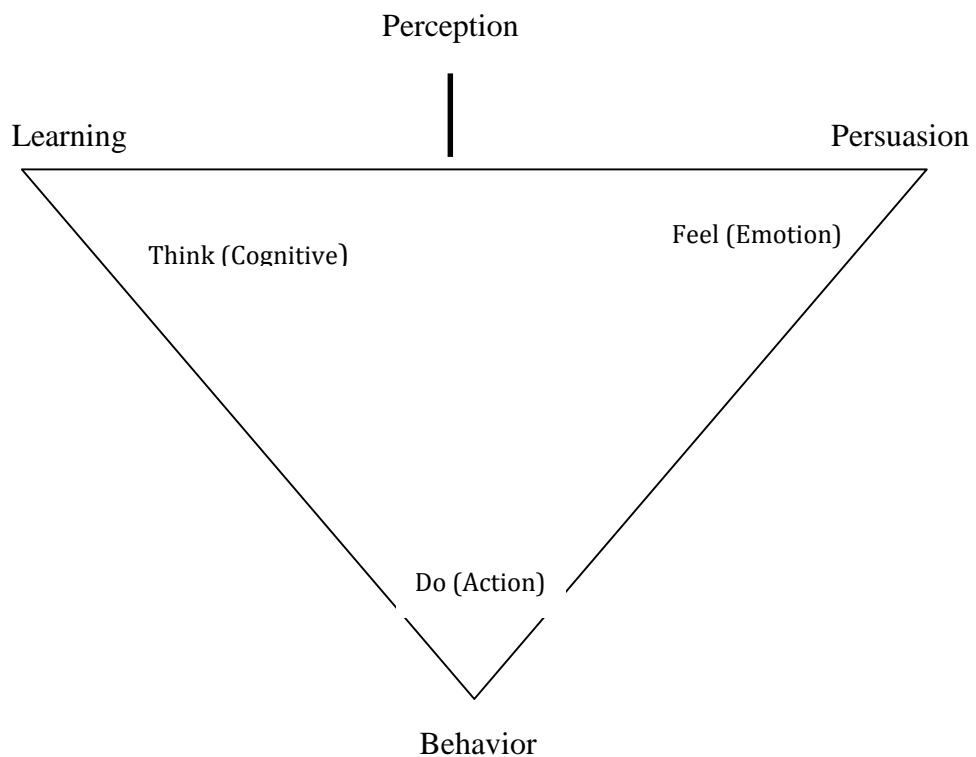 Perception
Learning
Persuasion
Think (Cognitive)
Feel (Emotion)
Do (Action)
Behavior